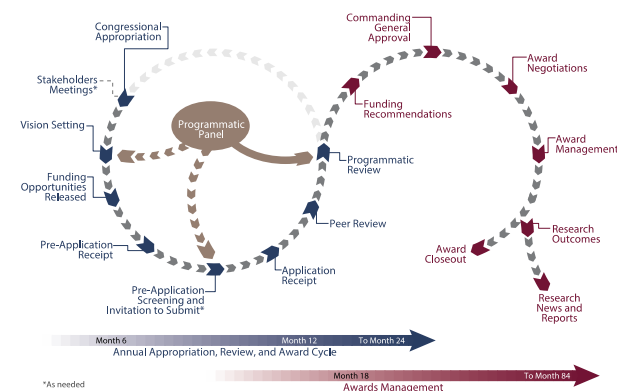 Congressional
Appropriation
Stakeholders
Meetings*
Vision Setting
Funding
Opportunities
Released
Pre-Application
Receipt
Pre-Application
Screening and
Invitation to Submit*
Application
Receipt
Peer Review
Programmatic
Review
Programmatic
Panel
Funding
Recommendations
Commanding
General
Approval
Award
Negotiations
Award
Management
Research
Outcomes
Award
Closeout
Research
News and
Reports
Month 6
Month 12
To Month 24
Annual Appropriation, Review, and Award Cycle
Month 18
To Month 84
Awards Management
*As needed